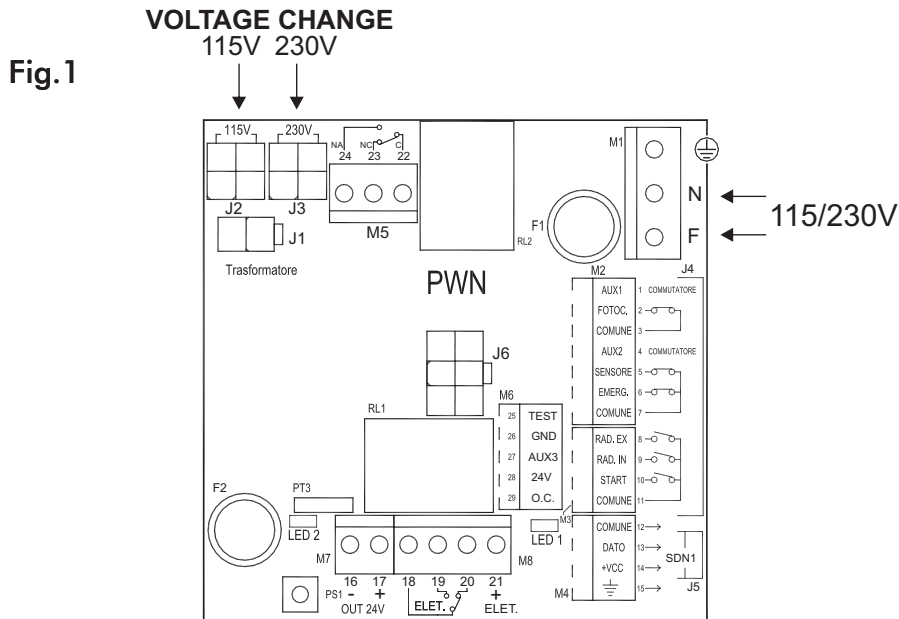 VOLTAGE CHANGE
115V 230V
Fig.1
115V 230V
NA NC C
24 23 22
M1
N
F
115/230V
J2 J3
J1
M5
RL2
F1
Trasformatore
PWN
M2 J4
AUX1 1 COMMUTATORE
FOTOC. 2
COMUNE 3
AUX2 4 COMMUTATORE
SENSORE 5
EMERG. 6
COMUNE 7
J6
RL1
M6
25 TEST
26 GND
27 AUX3
28 24V
29 O.C.
RAD. EX 8
RAD. IN 9
START 10
COMUNE 11
M3
F2
PT3
LED 2
LED 1
M7
M8
COMUNE 12
DATO 13
+VCC 14
15
SDN1
M4
J5
PS1
16 17 18 19 20 21
- + +
OUT 24V ELET. ELET.